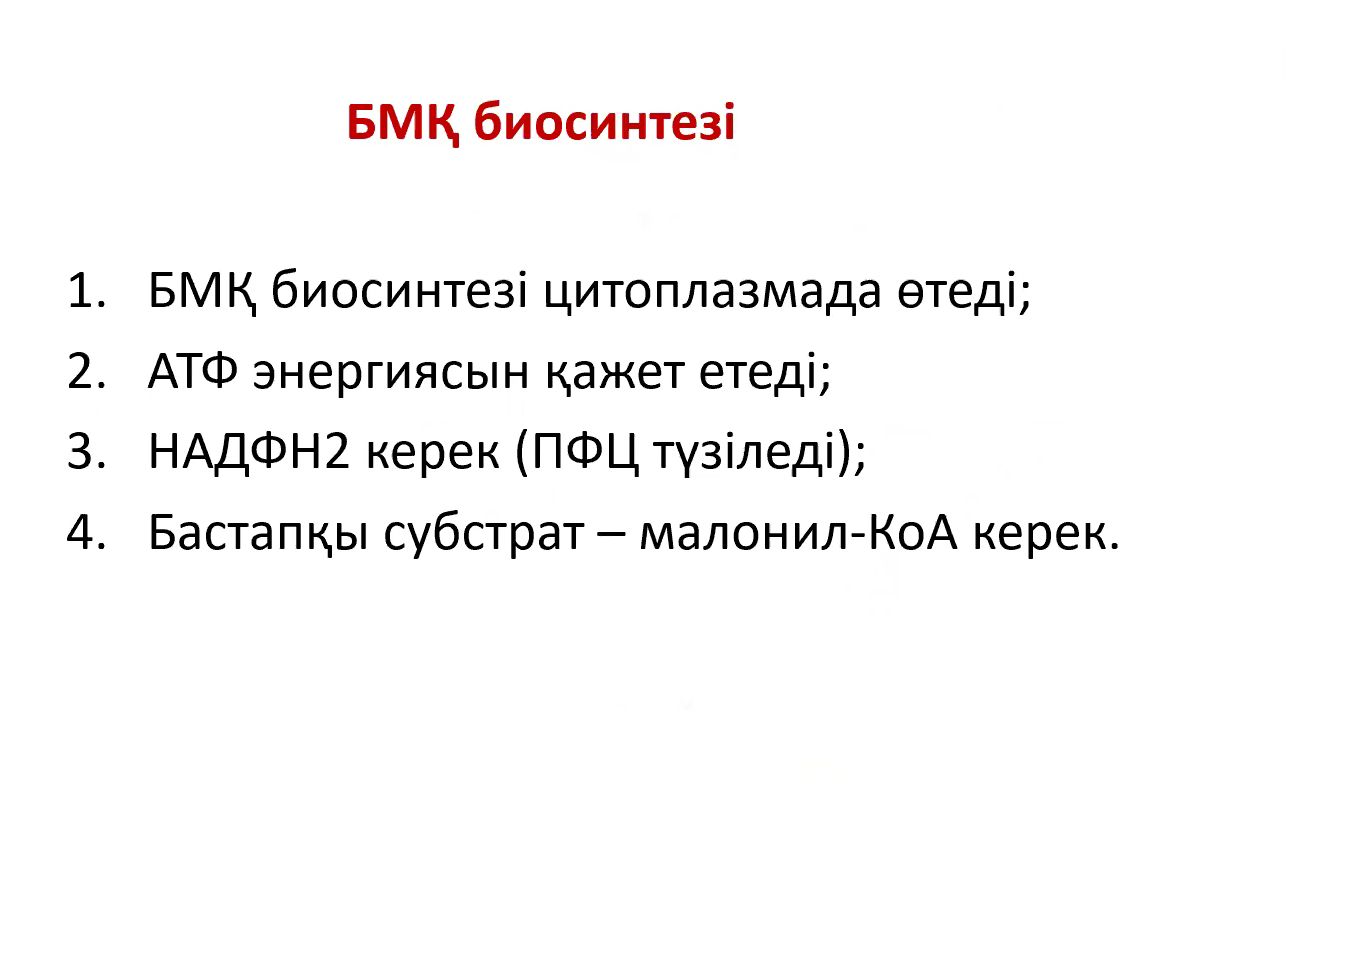 БМҚ биосинтезі
1. БМҚ биосинтезі цитоплазмада өтеді;
2. АТФ энергиясын қажет етеді;
3. НАДФН2 керек (ПФЦ түзіледі);
4. Бастапқы субстрат – малонил-КоА керек.